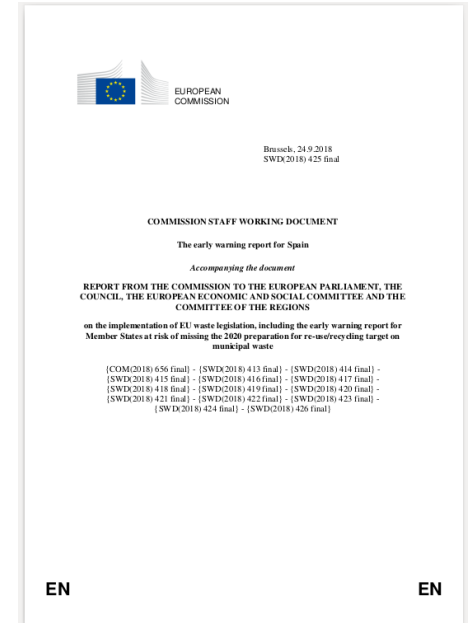 EUROPEAN
COMMISSION
Brussels, 24.9.2018
SWD(2018) 425 final
COMMISSION STAFF WORKING DOCUMENT
The early warning report for Spain
Accompanying the document
REPORT FROM THE COMMISSION TO THE EUROPEAN PARLIAMENT, THE
COUNCIL, THE EUROPEAN ECONOMIC AND SOCIAL COMMITTEE AND THE
COMMITTEE OF THE REGIONS
on the implementation of EU waste legislation, including the early warning report for
Member States at risk of missing the 2020 preparation for re-use/recycling target on
municipal waste
{COM(2018) 656 final} - {SWD(2018) 413 final} - {SWD(2018) 414 final} -
{SWD(2018) 415 final} - {SWD(2018) 416 final} - {SWD(2018) 417 final} -
{SWD(2018) 418 final} - {SWD(2018) 419 final} - {SWD(2018) 420 final} -
{SWD(2018) 421 final} - {SWD(2018) 422 final} - {SWD(2018) 423 final} -
{SWD(2018) 424 final} - {SWD(2018) 426 final}
EN EN